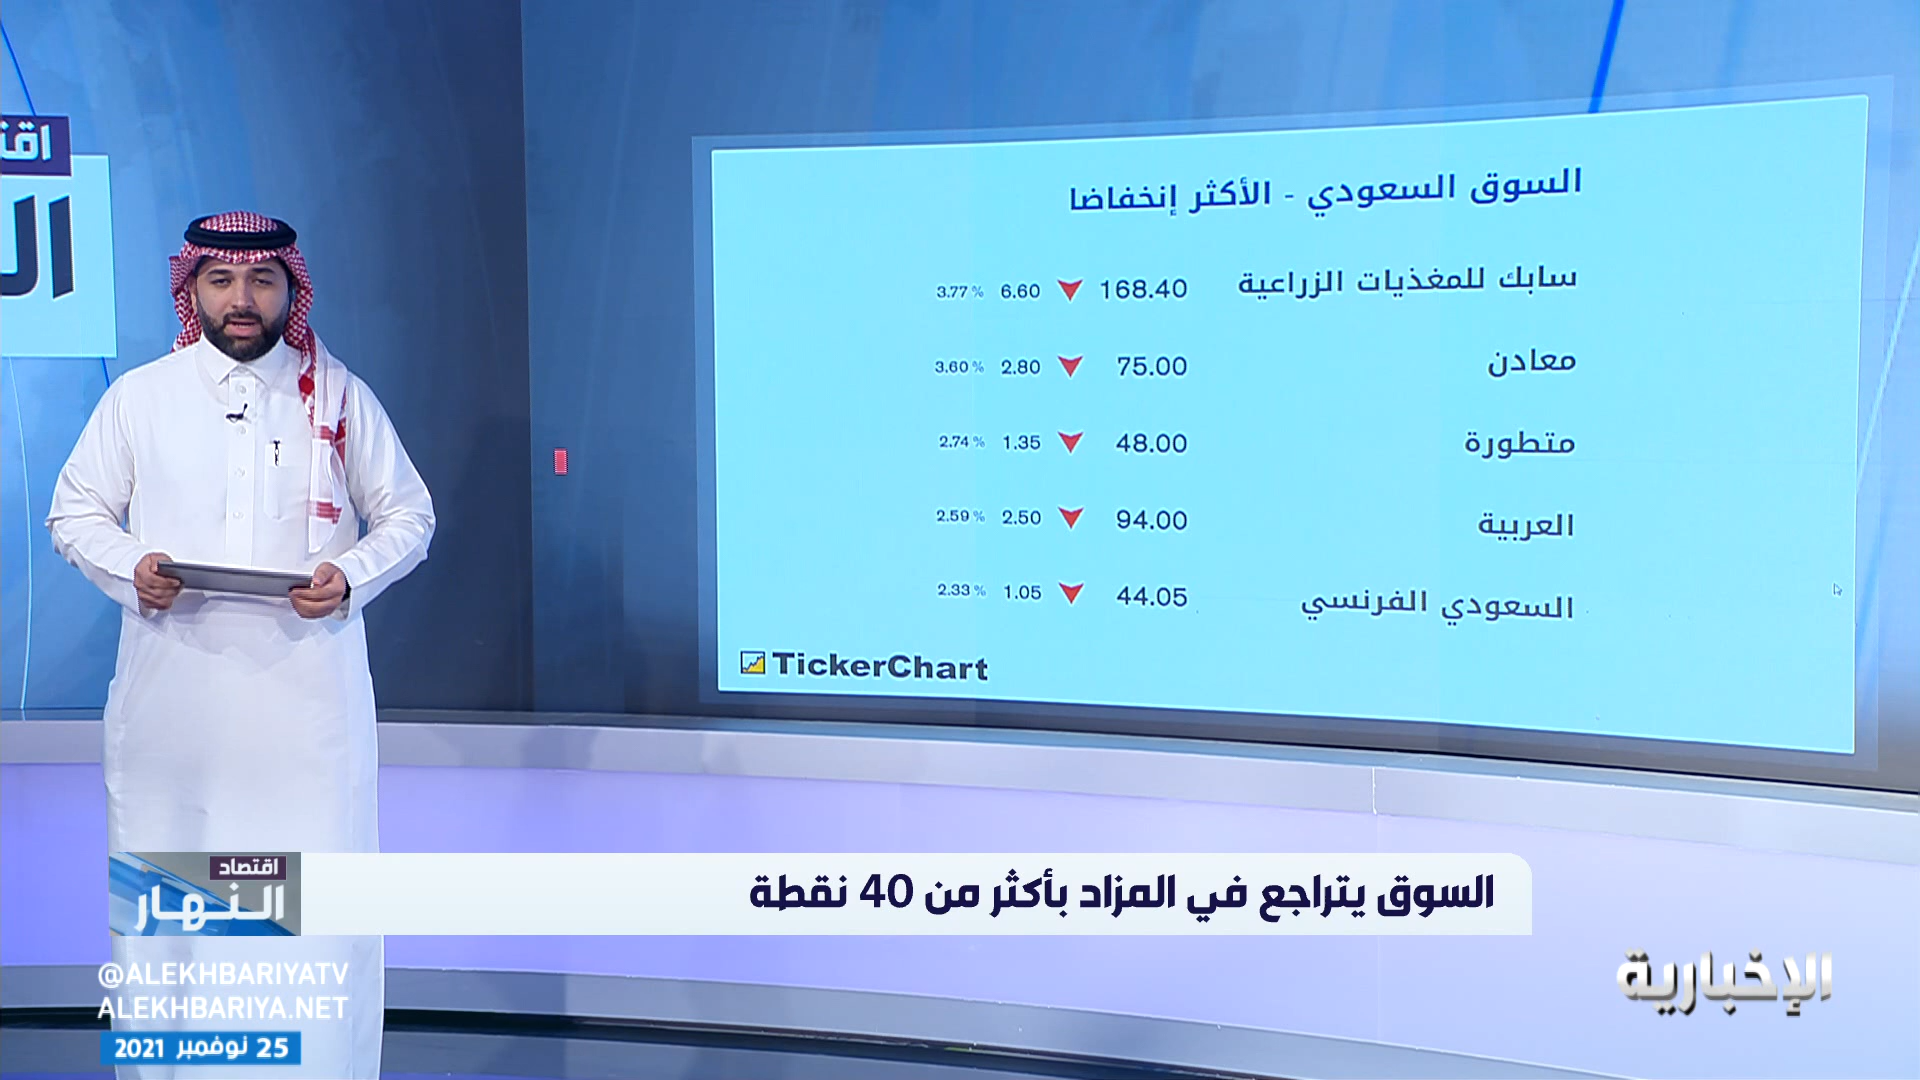 اقتصاد
السوق السعودي - الأكثر إنخفاضا
سابك للمغذيات الزراعية 168.40 6.60 3.77%
معادن 75.00 2.80 3.60%
متطورة 48.00 1.35 2.74%
العربية 94.00 2.50 2.59%
السعودي الفرنسي 44.05 1.05 2.33%
TickerChart
السوق يتراجع في المزاد بأكثر من 40 نقطة
اقتصاد
النهار
@ALEKHBARIYATV
ALEKHBARIYA.NET
25 نوفمبر 2021
الإخبارية